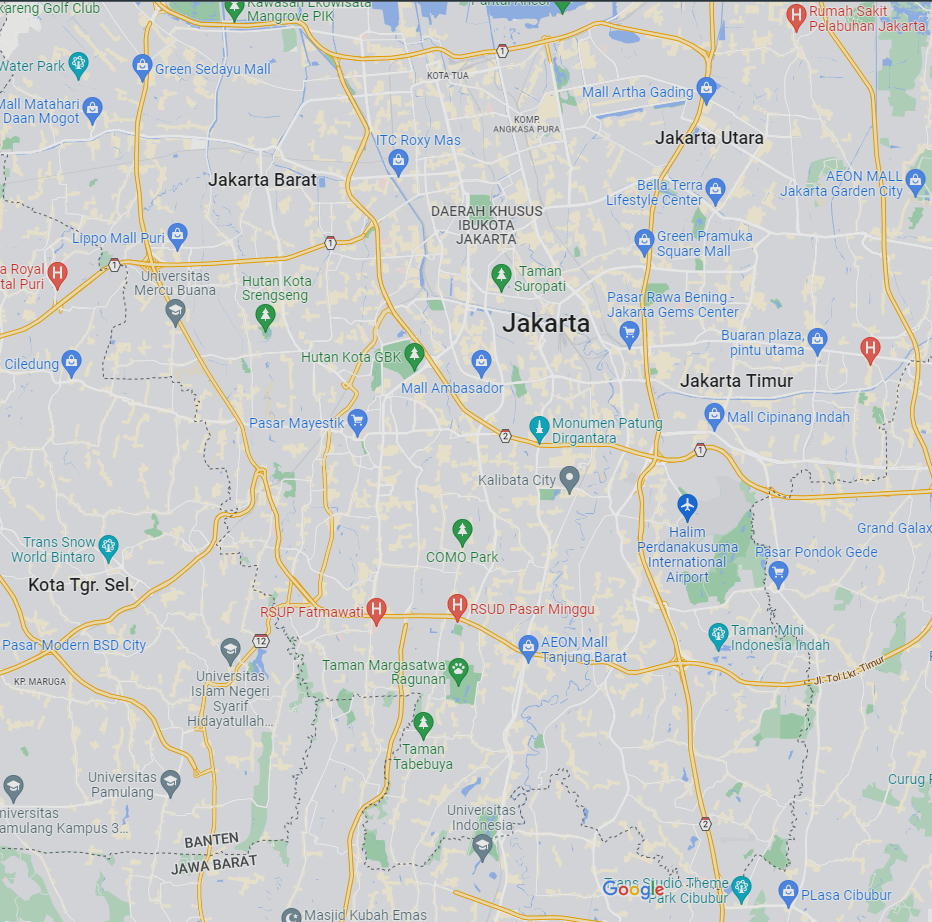 kareng Golf Club
Kawasan Ekowisata
Mangrove PIK
Pantai Ancol
Rumah Sakit
Pelabuhan Jakarta
1
Water Park
Green Sedayu Mall
KOTA TUA
Mall Artha Gading
Mall Matahari
Daan Mogot
KOMP.
ANGKASA PURA
Jakarta Utara
ITC Roxy Mas
Jakarta Barat
AEON MALL
Jakarta Garden City
Bella Terra
Lifestyle Center
DAERAH KHUSUS
IBUKOTA
JAKARTA
Lippo Mall Puri
1
Green Pramuka
Square Mall
1
a Royal
tal Puri
Universitas
Mercu Buana
Hutan Kota
Srengseng
Taman
Suropati
Pasar Rawa Bening -
Jakarta Gems Center
Jakarta
Buaran plaza,
pintu utama
Hutan Kota GBK
Ciledung
Mall Ambasador
Jakarta Timur
Pasar Mayestik
Mall Cipinang Indah
Monumen Patung
Dirgantara
2
1
Kalibata City
Halim
Perdanakusuma
International
Airport
Grand Galax
Trans Snow
World Bintaro
COMO Park
Pasar Pondok Gede
Kota Tgr. Sel.
RSUP Fatmawati
RSUD Pasar Minggu
Taman Mini
Indonesia Indah
Pasar Modern BSD City
12
AEON Mall
Tanjung Barat
KP. MARUGA
Universitas
Islam Negeri
Syarif
Hidayatullah...
Taman Margasatwa
Ragunan
Jl. Tol Lkr. Timur
Taman
Tabebuya
Universitas
Pamulang
Curug P
niversitas
amulang Kampus 3...
Universitas
Indonesia
2
BANTEN
JAWA BARAT
Trans Studio Theme
Park Cibubur
Google
PLasa Cibubur
Masjid Kubah Emas